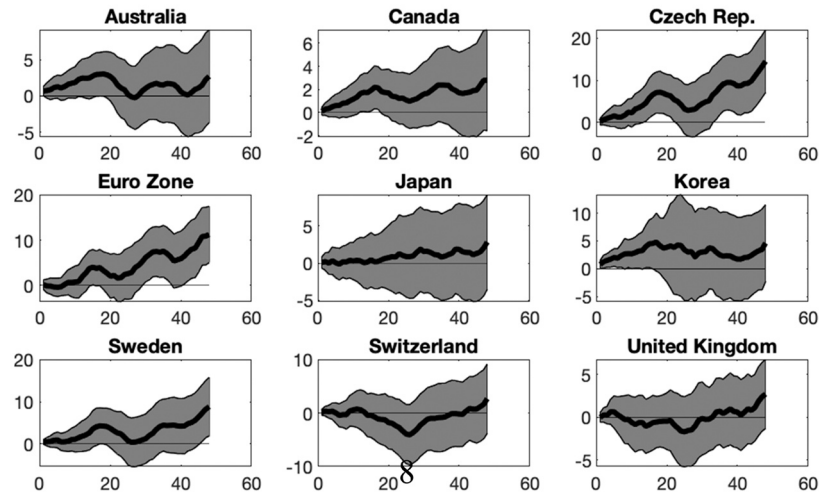 Australia Canada Czech Rep.
5 6 20
4
0 2 10
0
-5 -2 0
0 20 40 60 0 20 40 60 0 20 40 60
Euro Zone Japan Korea
20
10 5 10
5
0 0 0
-5 -5
0 20 40 60 0 20 40 60 0 20 40 60
Sweden Switzerland United Kingdom
20 10
10 0 5
0
0 -10 -5
0 20 40 60 0 20 40 60 0 20 40 60
8